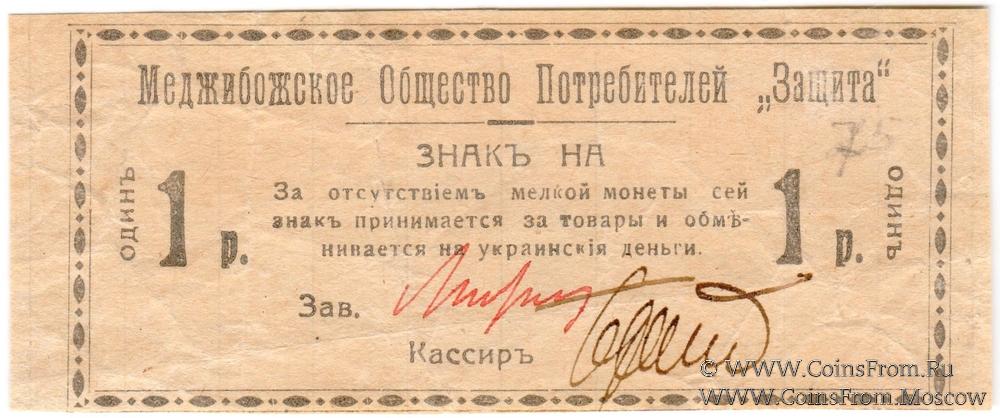 Меджибожское Общество Потребителей „Защита“
ЗНАКЪ НА
75
ОДИНЪ
1 р.
За отсутствіемъ мелкой монеты сей
знакъ принимается за товары и обмѣ-
нивается на украинскія деньги.
1 р.
ОДИНЪ
Зав.
Кассиръ
© WWW.CoinsFrom.Ru
WWW.CoinsFrom.Moscow